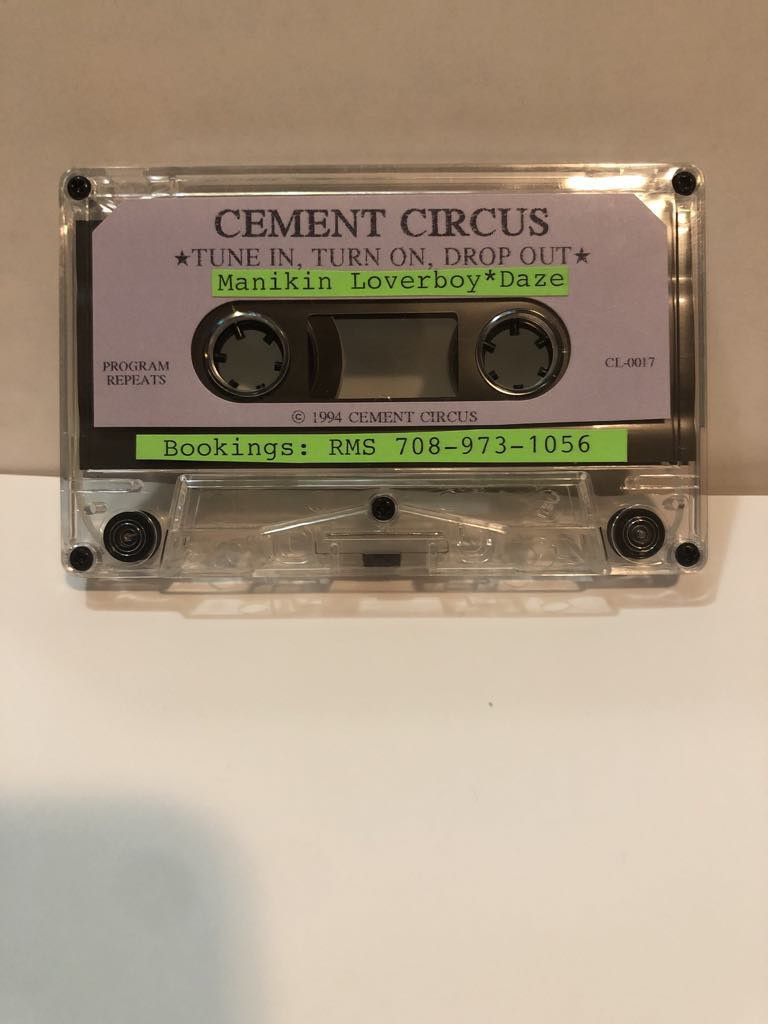 CEMENT CIRCUS
★TUNE IN, TURN ON, DROP OUT★
Manikin Loverboy*Daze
PROGRAM
REPEATS
CL-0017
© 1994 CEMENT CIRCUS
Bookings: RMS 708-973-1056